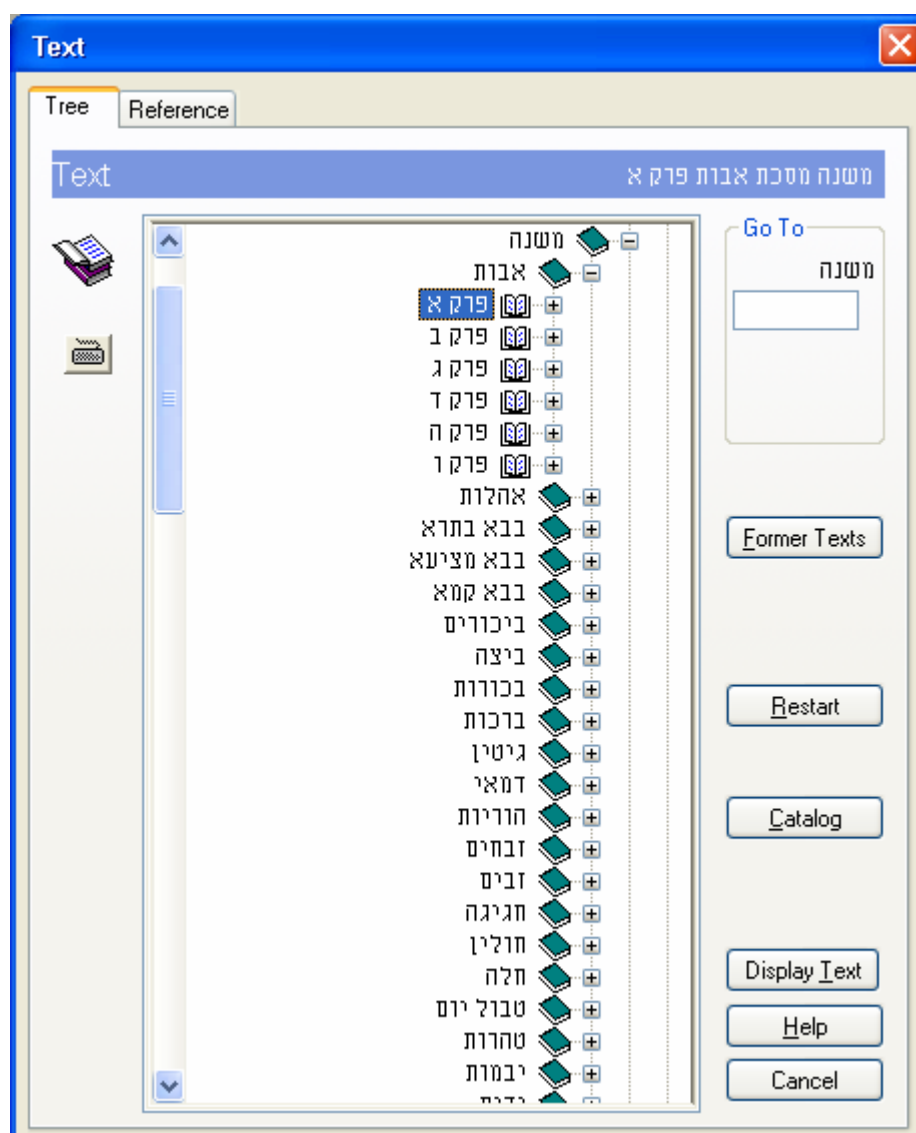 Text
Tree
Reference
Text
משנה מסכת אבות פרק א
משנה
אבות
פרק א
פרק ב
פרק ג
פרק ד
פרק ה
פרק ו
אהלות
בבא בתרא
בבא מציעא
בבא קמא
ביכורים
ביצה
בכורות
ברכות
גיטין
דמאי
הוריות
זבחים
זבים
חגיגה
חולין
חלה
טבול יום
טהרות
יבמות
Go To
משנה
Former Texts
Restart
Catalog
Display Text
Help
Cancel